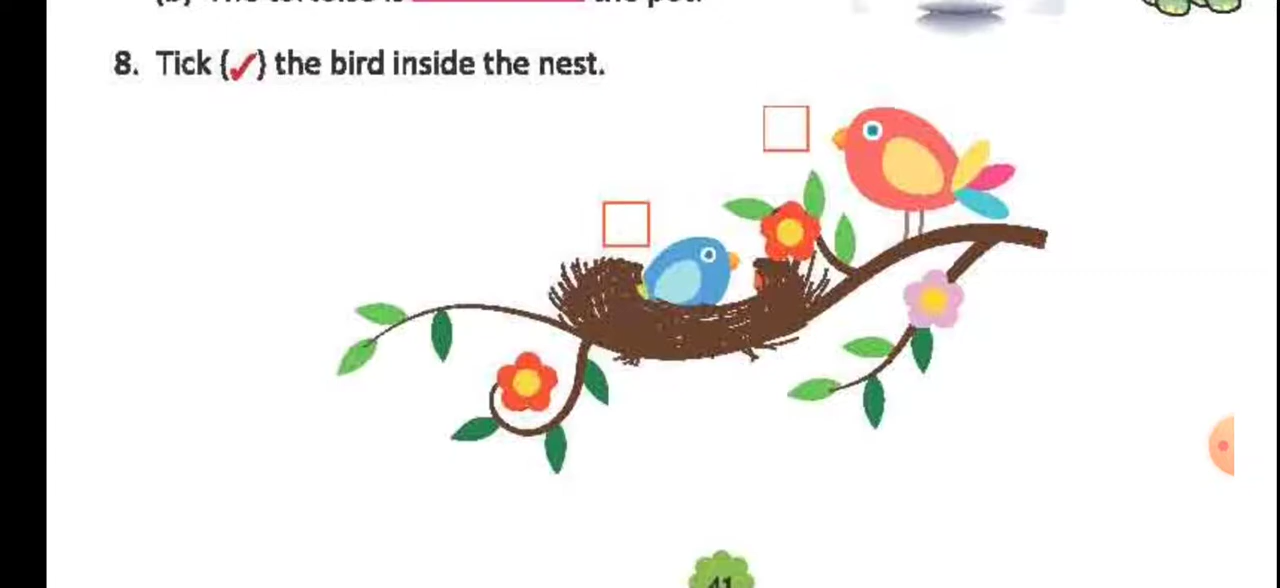 8. Tick (✓) the bird inside the nest.